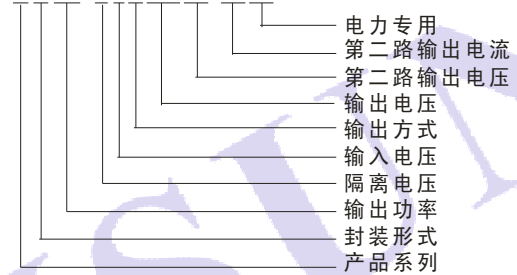 电力专用
第二路输出电流
第二路输出电压
输出电压
输出方式
输入电压
隔离电压
输出功率
封装形式
产品系列